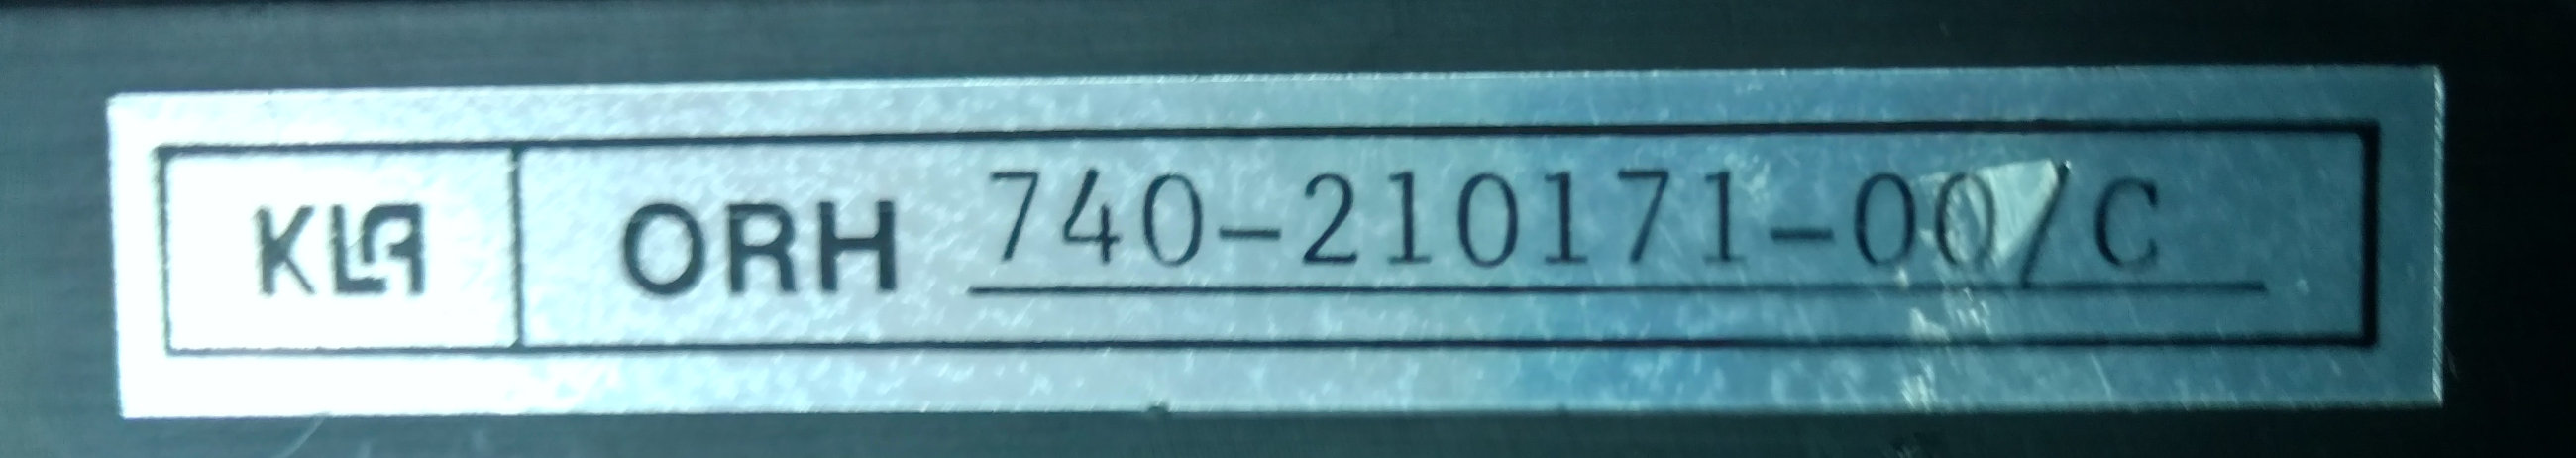 KLA ORH 740-210171-00/C